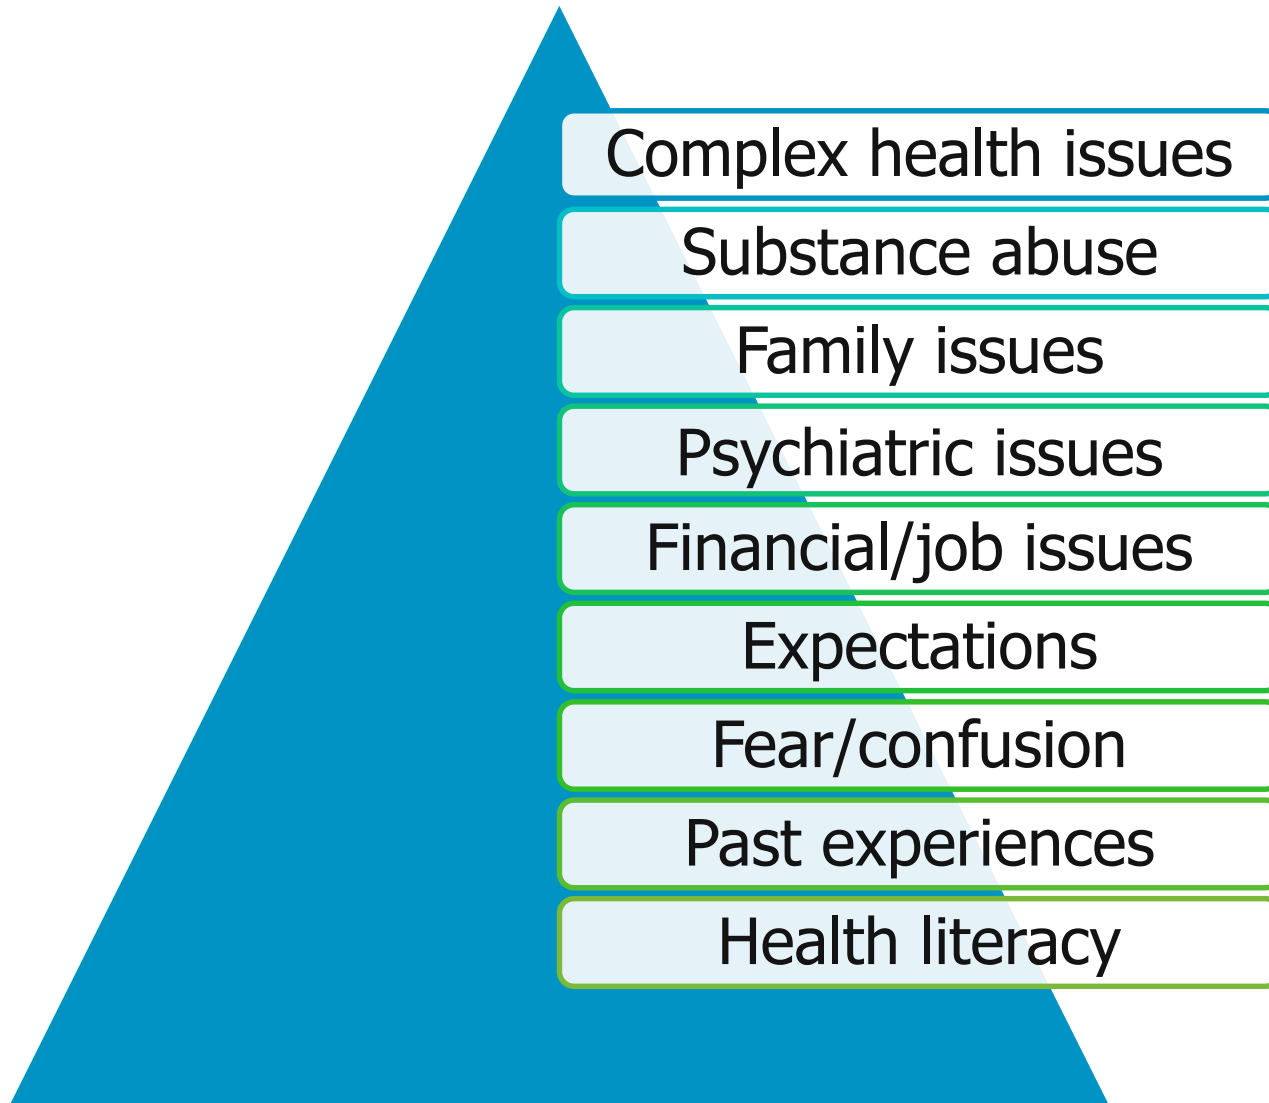 Complex health issues
Substance abuse
Family issues
Psychiatric issues
Financial/job issues
Expectations
Fear/confusion
Past experiences
Health literacy